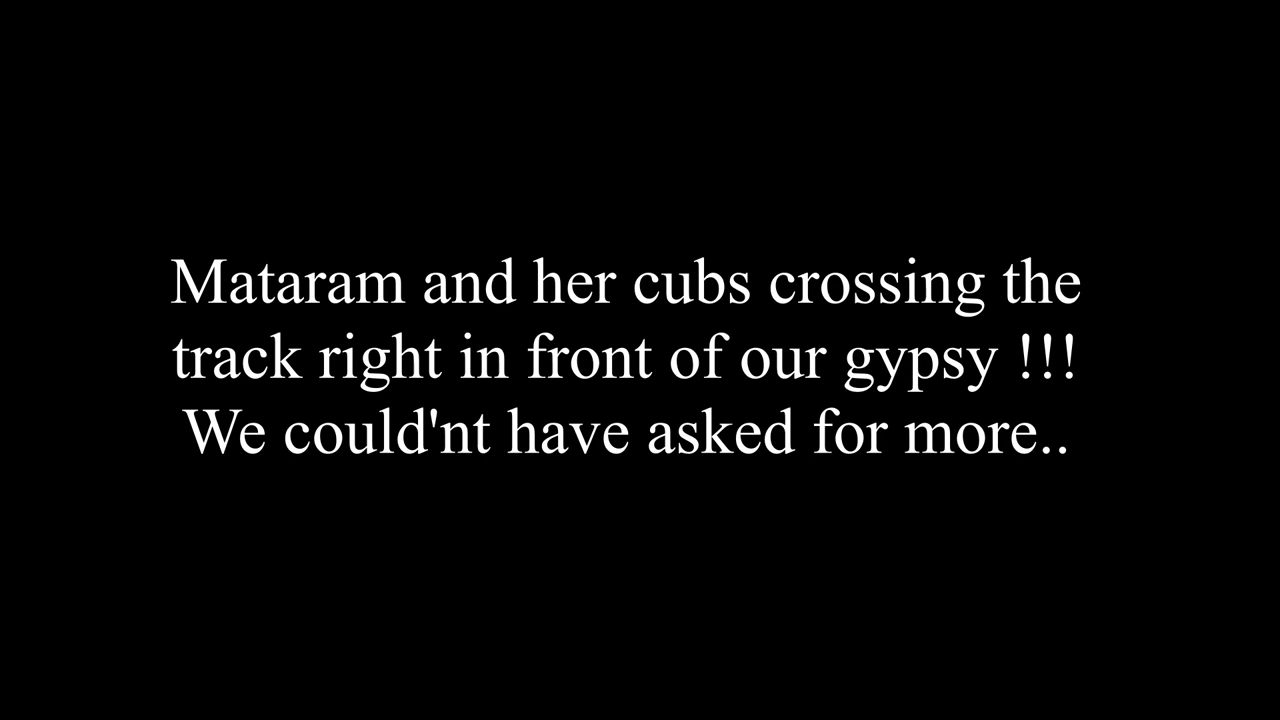 Mataram and her cubs crossing the
track right in front of our gypsy !!!
We could'nt have asked for more..